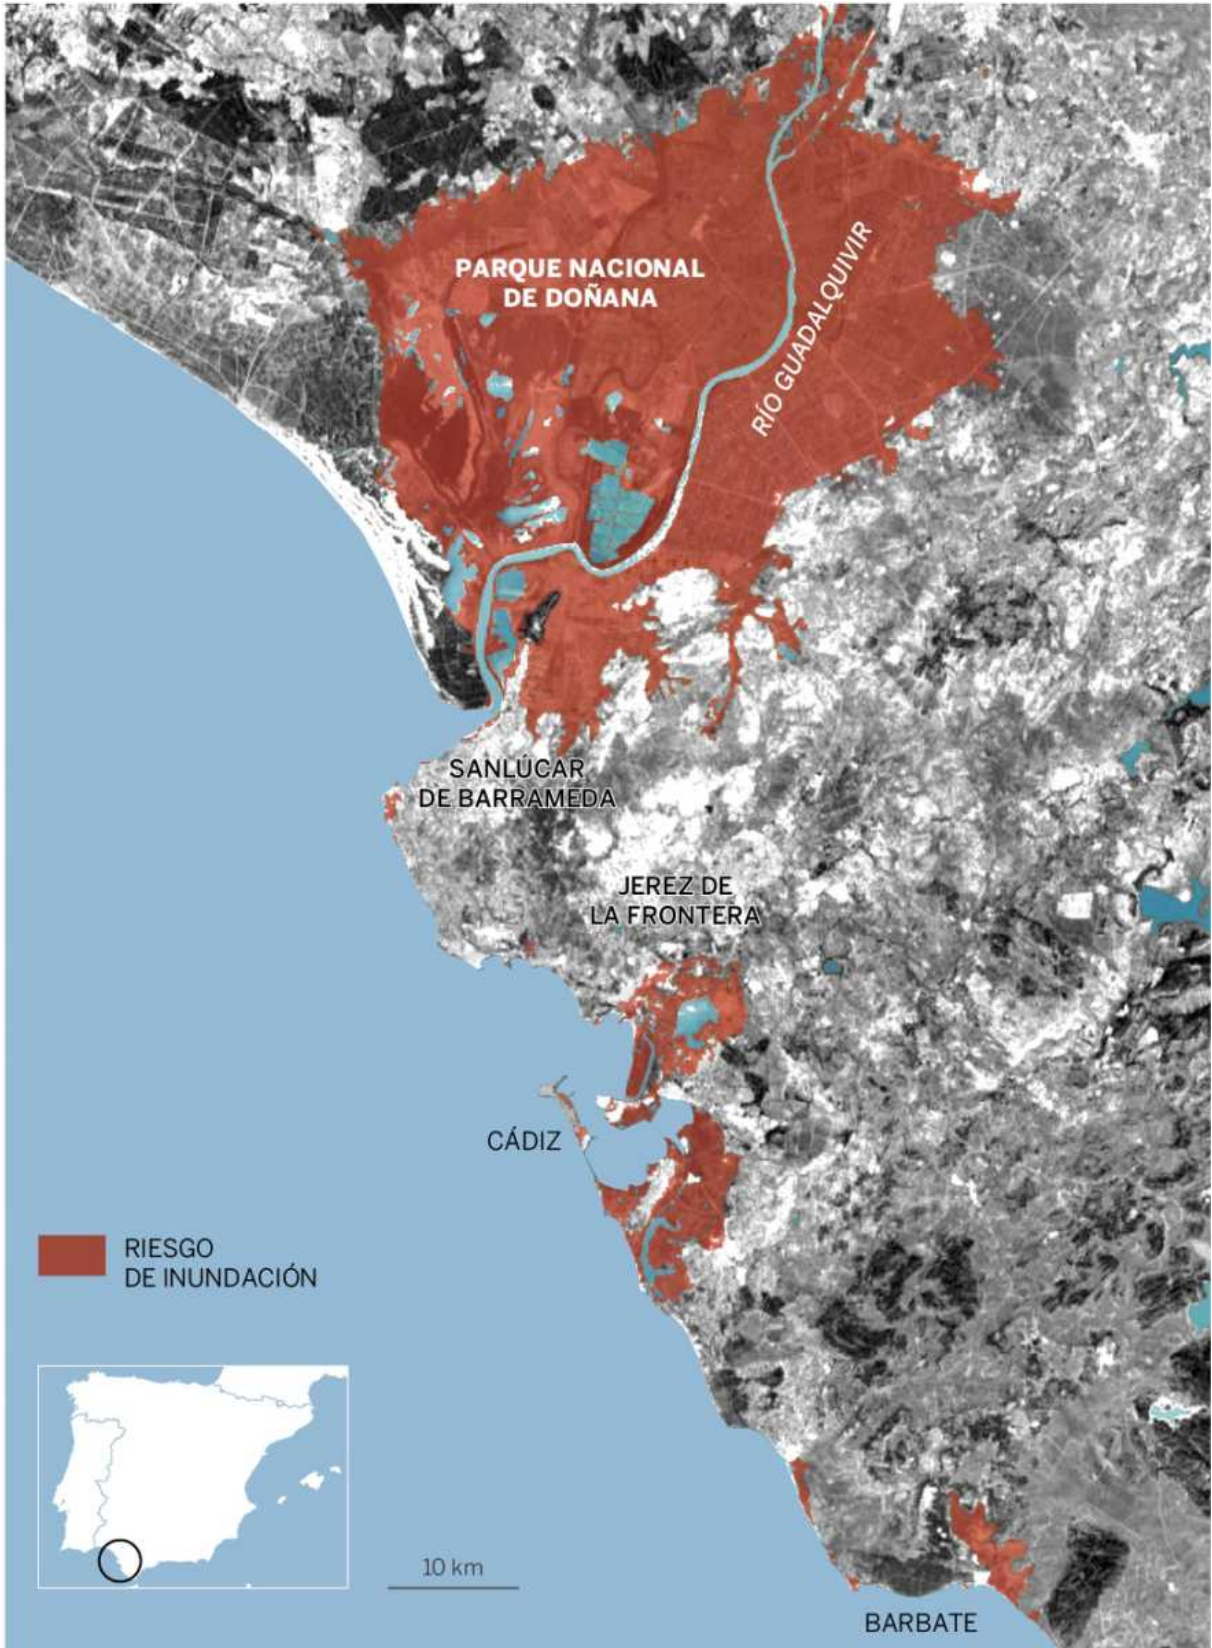 PARQUE NACIONAL
DE DOÑANA
RÍO GUADALQUIVIR
SANLÚCAR
DE BARRAMEDA
JEREZ DE
LA FRONTERA
CÁDIZ
RIESGO
DE INUNDACIÓN
10 km
BARBATE